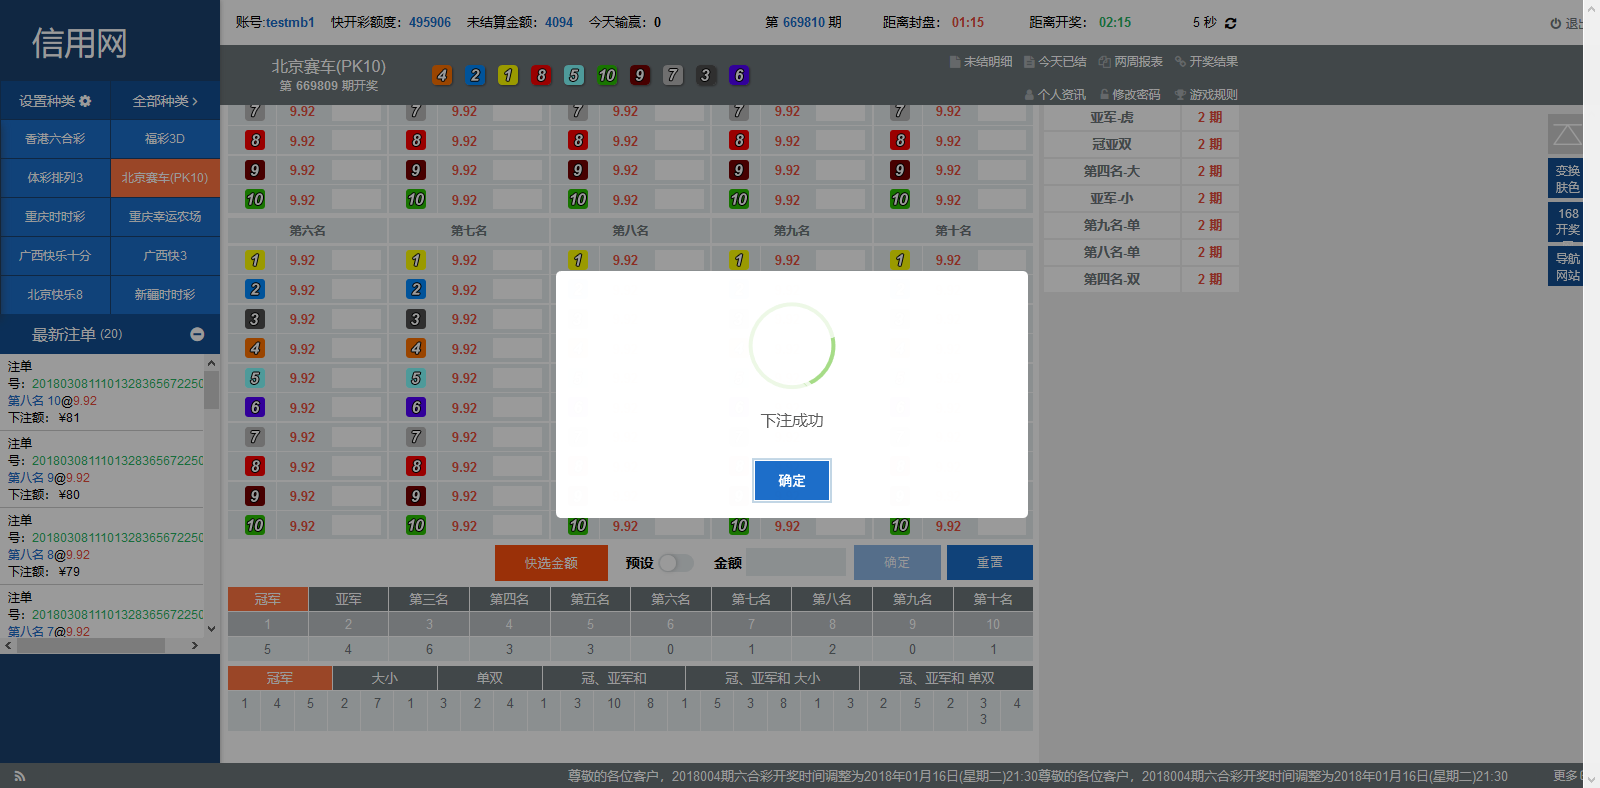 信用网
账号:testmb1 快开彩额度：495906 未结算金额：4094 今天输赢：0 第 669810 期 距离封盘：01:15 距离开奖：02:15 5 秒
北京赛车(PK10)
第 669809 期开奖
4 2 1 8 5 10 9 7 3 6
未结明细 今天已结 两周报表 开奖结果
个人资讯 修改密码 游戏规则
设置种类 全部种类
香港六合彩 福彩3D
体彩排列3 北京赛车(PK10)
重庆时时彩 重庆幸运农场
广西快乐十分 广西快3
北京快乐8 新疆时时彩
最新注单 (20)
注单
号：2018030811101328365672250
第八名 10@9.92
下注额： ¥81
注单
号：2018030811101328365672250
第八名 9@9.92
下注额： ¥80
注单
号：2018030811101328365672250
第八名 8@9.92
下注额： ¥79
注单
号：2018030811101328365672250
第八名 7@9.92
7 9.92 7 9.92 7 9.92 7 9.92 7 9.92
8 9.92 8 9.92 8 9.92 8 9.92 8 9.92
9 9.92 9 9.92 9 9.92 9 9.92 9 9.92
10 9.92 10 9.92 10 9.92 10 9.92 10 9.92
第六名 第七名 第八名 第九名 第十名
1 9.92 1 9.92 1 9.92 1 9.92 1 9.92
2 9.92 2 9.92
3 9.92 3 9.92
4 9.92 4 9.92
5 9.92 5 9.92
6 9.92 6 9.92
7 9.92 7 9.92
8 9.92 8 9.92
9 9.92 9 9.92
10 9.92 10 9.92 10 9.92 10 9.92 10 9.92
下注成功
确定
快选金额 预设 金额 确定 重置
冠军 亚军 第三名 第四名 第五名 第六名 第七名 第八名 第九名 第十名
1 2 3 4 5 6 7 8 9 10
5 4 6 3 3 0 1 2 0 1
冠军 大小 单双 冠、亚军和 冠、亚军和 大小 冠、亚军和 单双
1 4 5 2 7 1 3 2 4 1 3 10 8 1 5 3 8 1 3 2 5 2 3 4
3
亚军-虎 2 期
冠亚双 2 期
第四名-大 2 期
亚军-小 2 期
第九名-单 2 期
第八名-单 2 期
第四名-双 2 期
变换
肤色
168
开奖
导航
网站
尊敬的各位客户，2018004期六合彩开奖时间调整为2018年01月16日(星期二)21:30尊敬的各位客户，2018004期六合彩开奖时间调整为2018年01月16日(星期二)21:30
更多